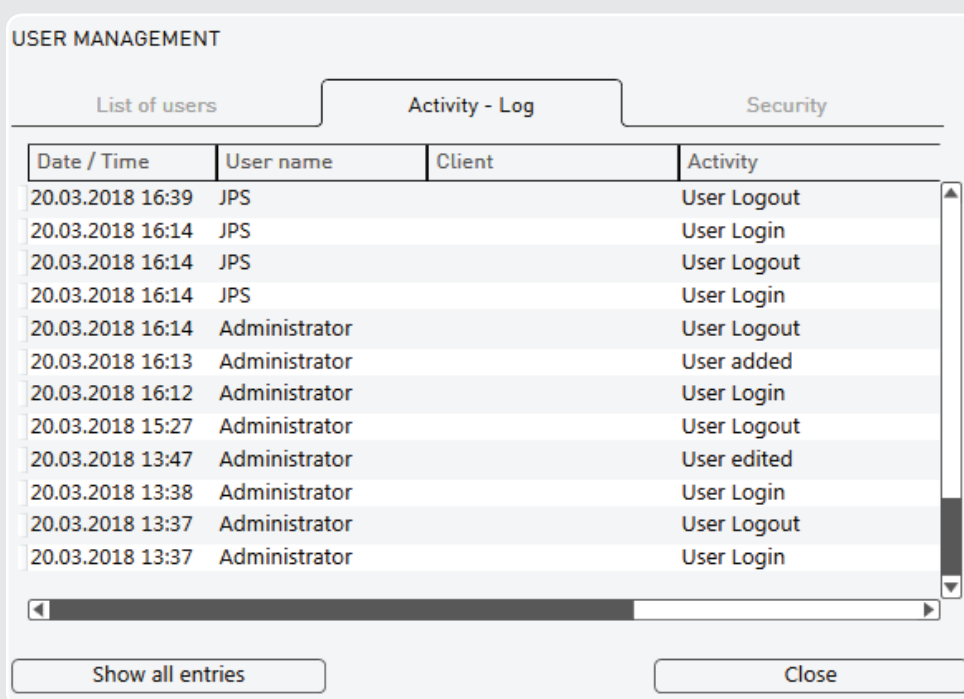 USER MANAGEMENT
List of users Activity - Log Security
Date / Time User name Client Activity
20.03.2018 16:39 JPS User Logout
20.03.2018 16:14 JPS User Login
20.03.2018 16:14 JPS User Logout
20.03.2018 16:14 JPS User Login
20.03.2018 16:14 Administrator User Logout
20.03.2018 16:13 Administrator User added
20.03.2018 16:12 Administrator User Login
20.03.2018 15:27 Administrator User Logout
20.03.2018 13:47 Administrator User edited
20.03.2018 13:38 Administrator User Login
20.03.2018 13:37 Administrator User Logout
20.03.2018 13:37 Administrator User Login
Show all entries Close